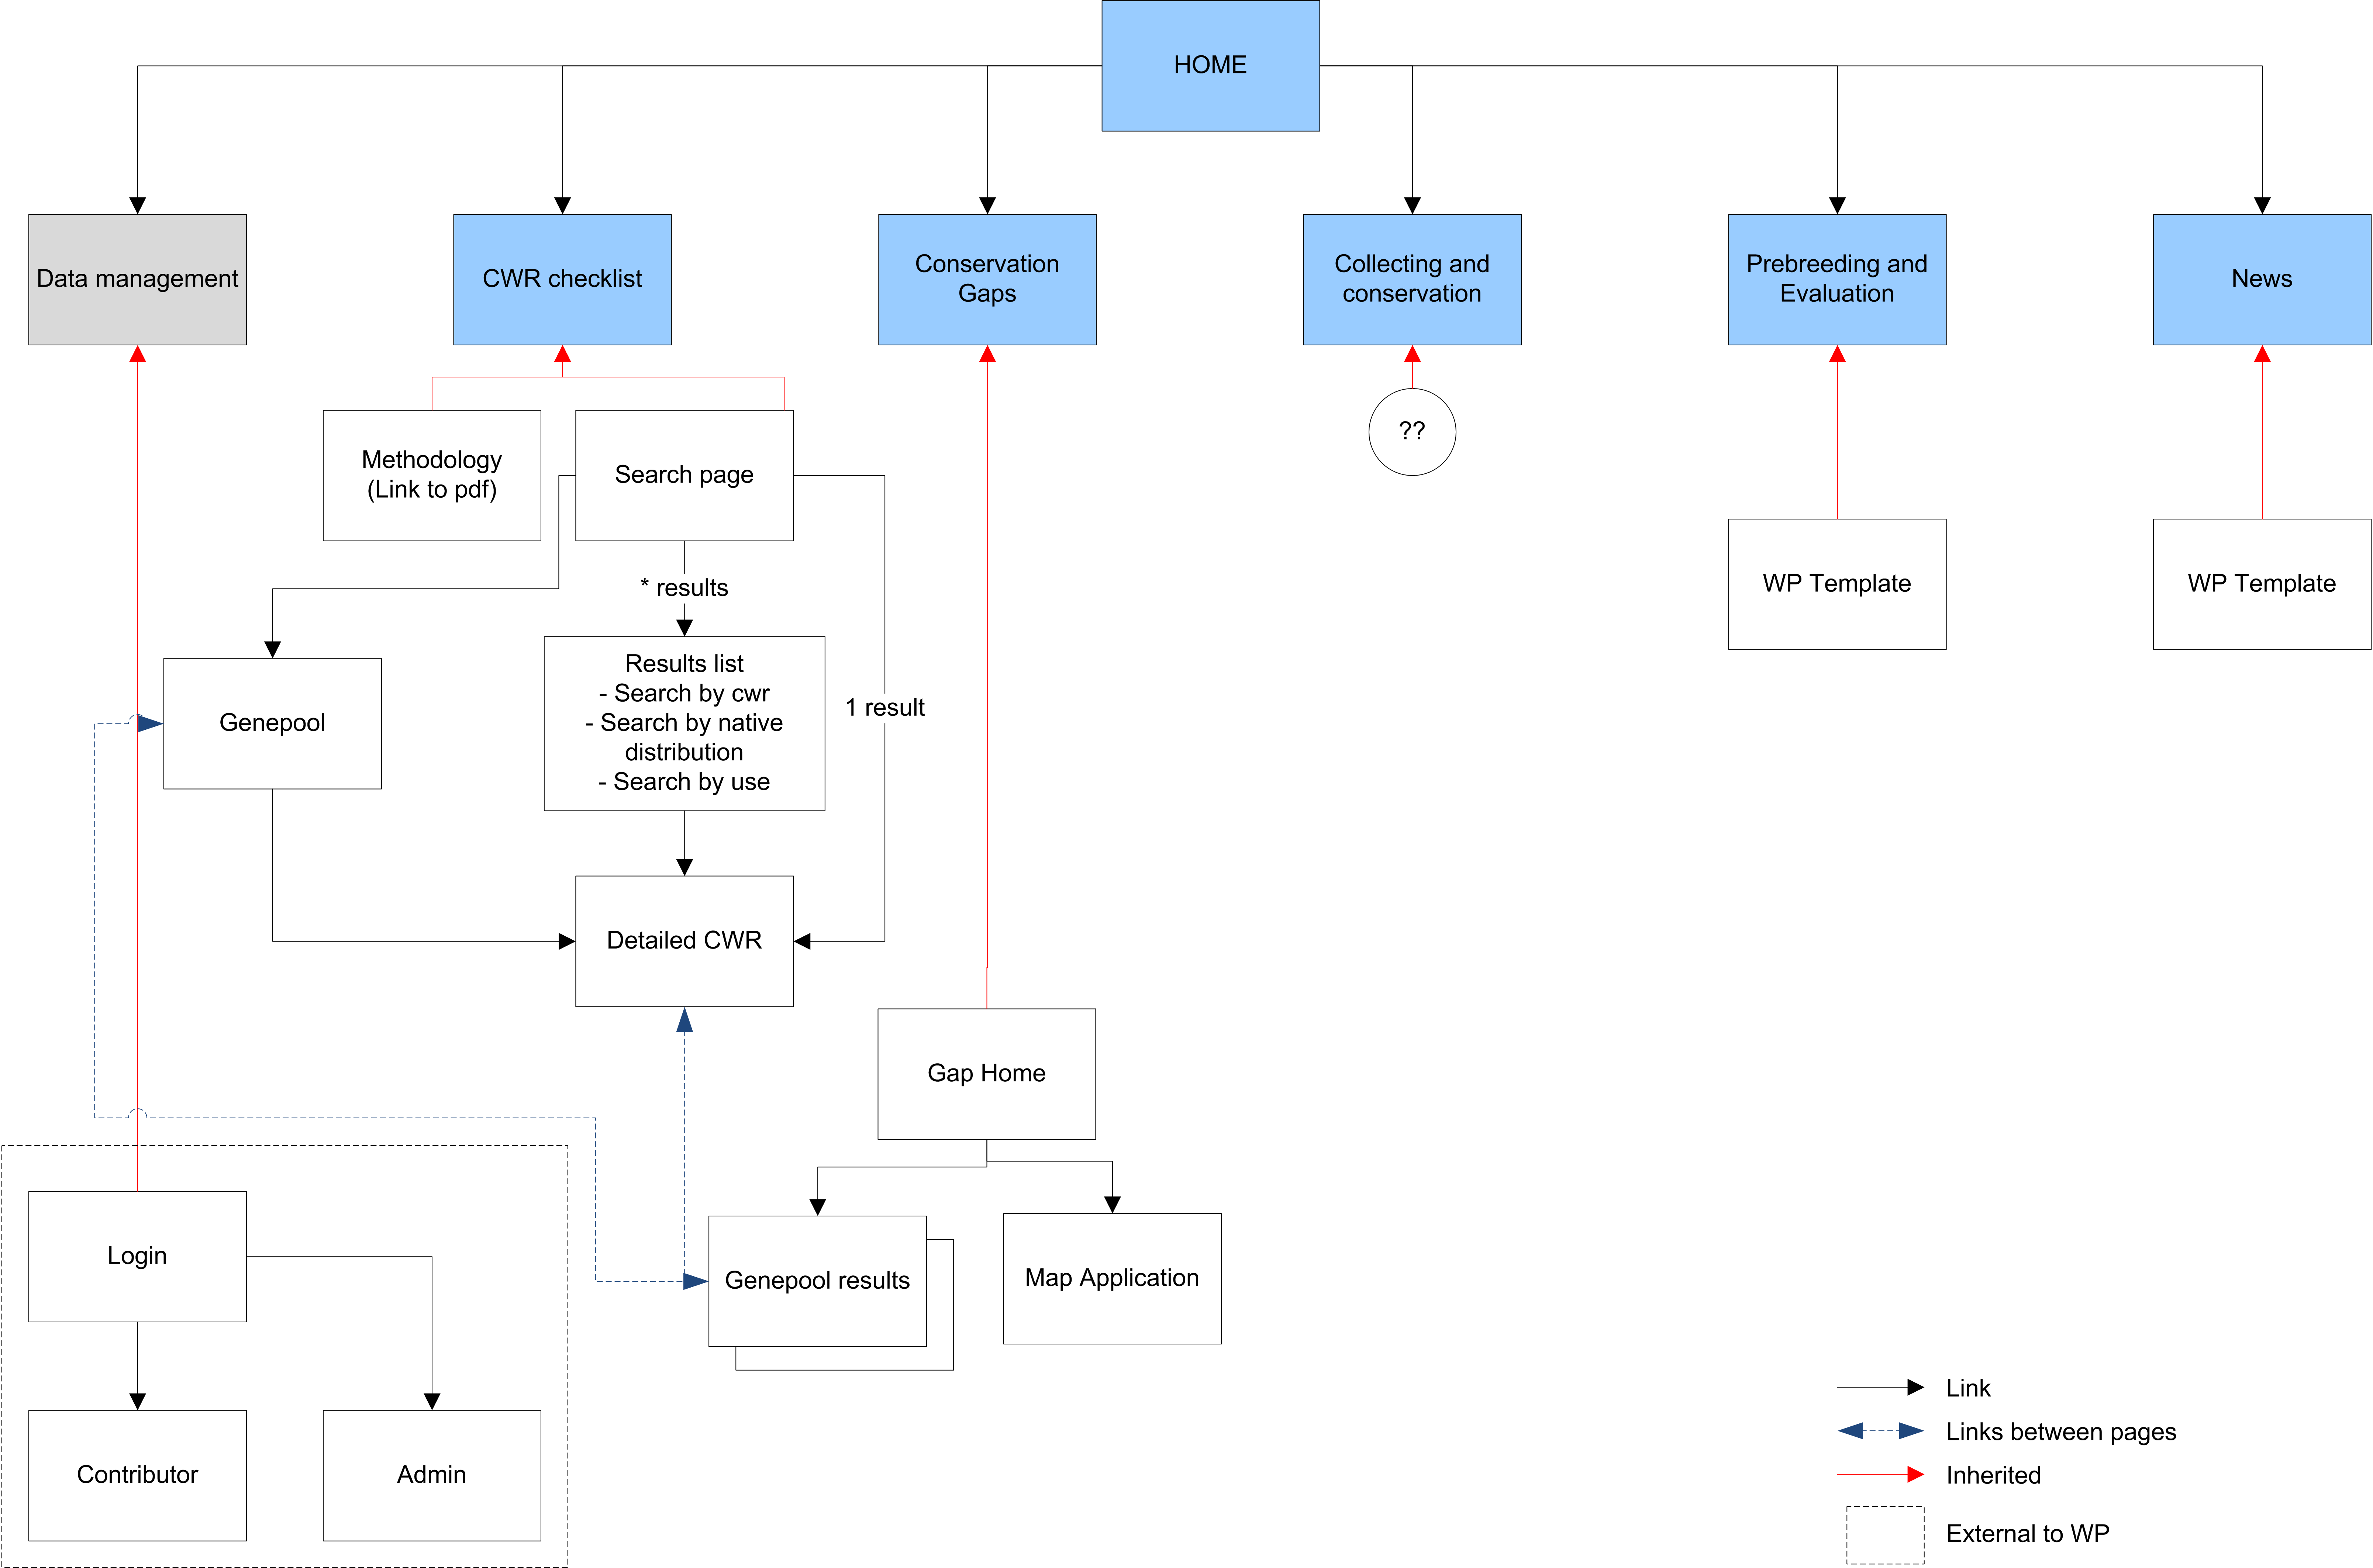 HOME
Data management
CWR checklist
Conservation
Gaps
Collecting and
conservation
Prebreeding and
Evaluation
News
Methodology
(Link to pdf)
Search page
??
* results
WP Template
WP Template
Genepool
Results list
- Search by cwr
- Search by native
distribution
- Search by use
1 result
Detailed CWR
Gap Home
Login
Genepool results
Map Application
Contributor
Admin
Link
Links between pages
Inherited
External to WP